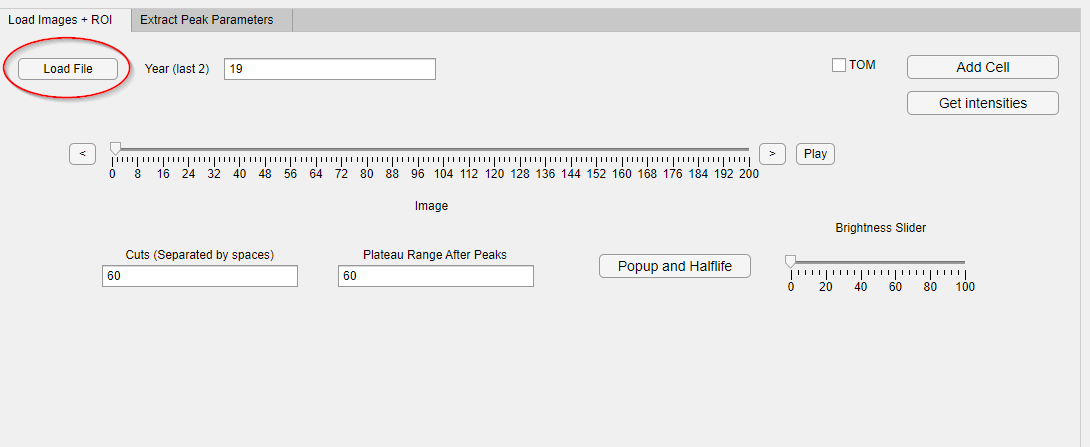 Load Images + ROI
Extract Peak Parameters
Load File
Year (last 2)
19
TOM
Add Cell
Get intensities
<
>
Play
0 8 16 24 32 40 48 56 64 72 80 88 96 104 112 120 128 136 144 152 160 168 176 184 192 200
Image
Brightness Slider
Cuts (Separated by spaces)
Plateau Range After Peaks
60
60
Popup and Halflife
0 20 40 60 80 100